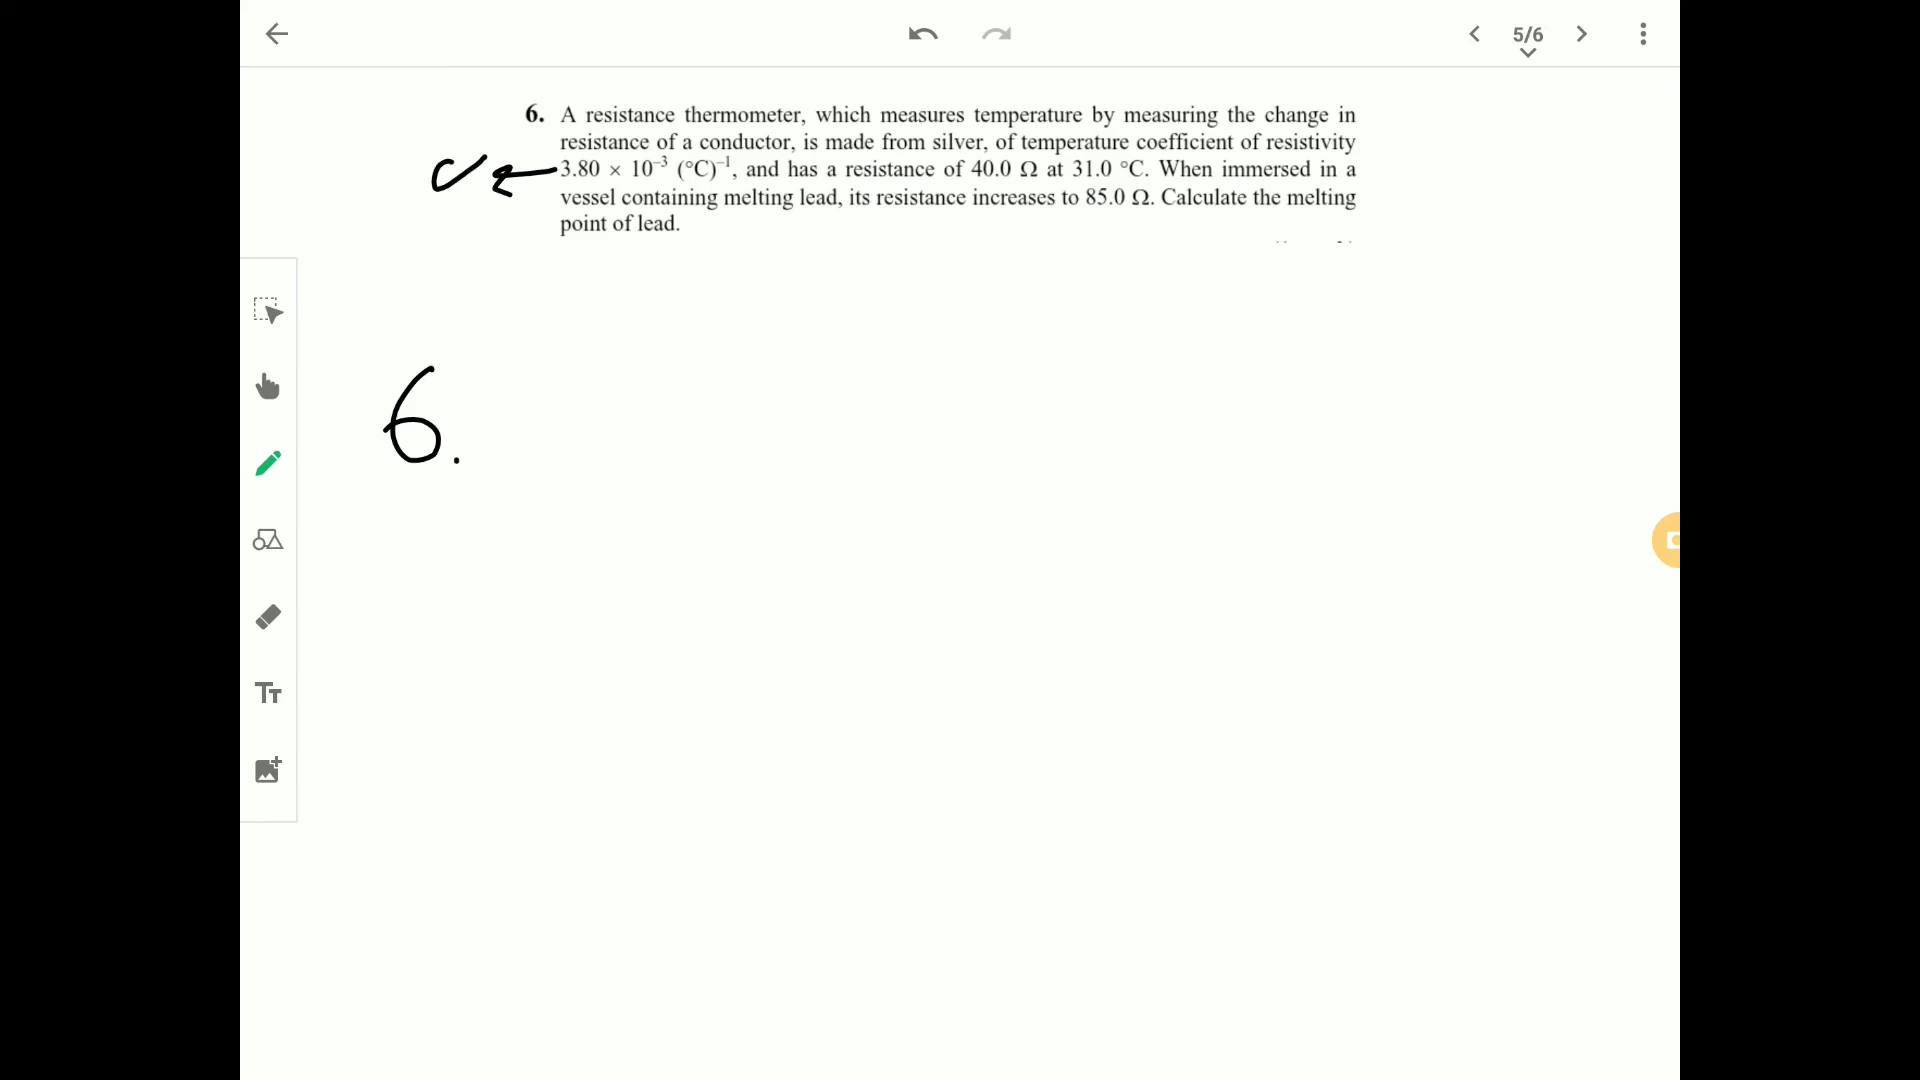 5/6
6. A resistance thermometer, which measures temperature by measuring the change in
resistance of a conductor, is made from silver, of temperature coefficient of resistivity
3.80 × 10⁻³ (°C)⁻¹, and has a resistance of 40.0 Ω at 31.0 °C. When immersed in a
vessel containing melting lead, its resistance increases to 85.0 Ω. Calculate the melting
point of lead.
6.
TT